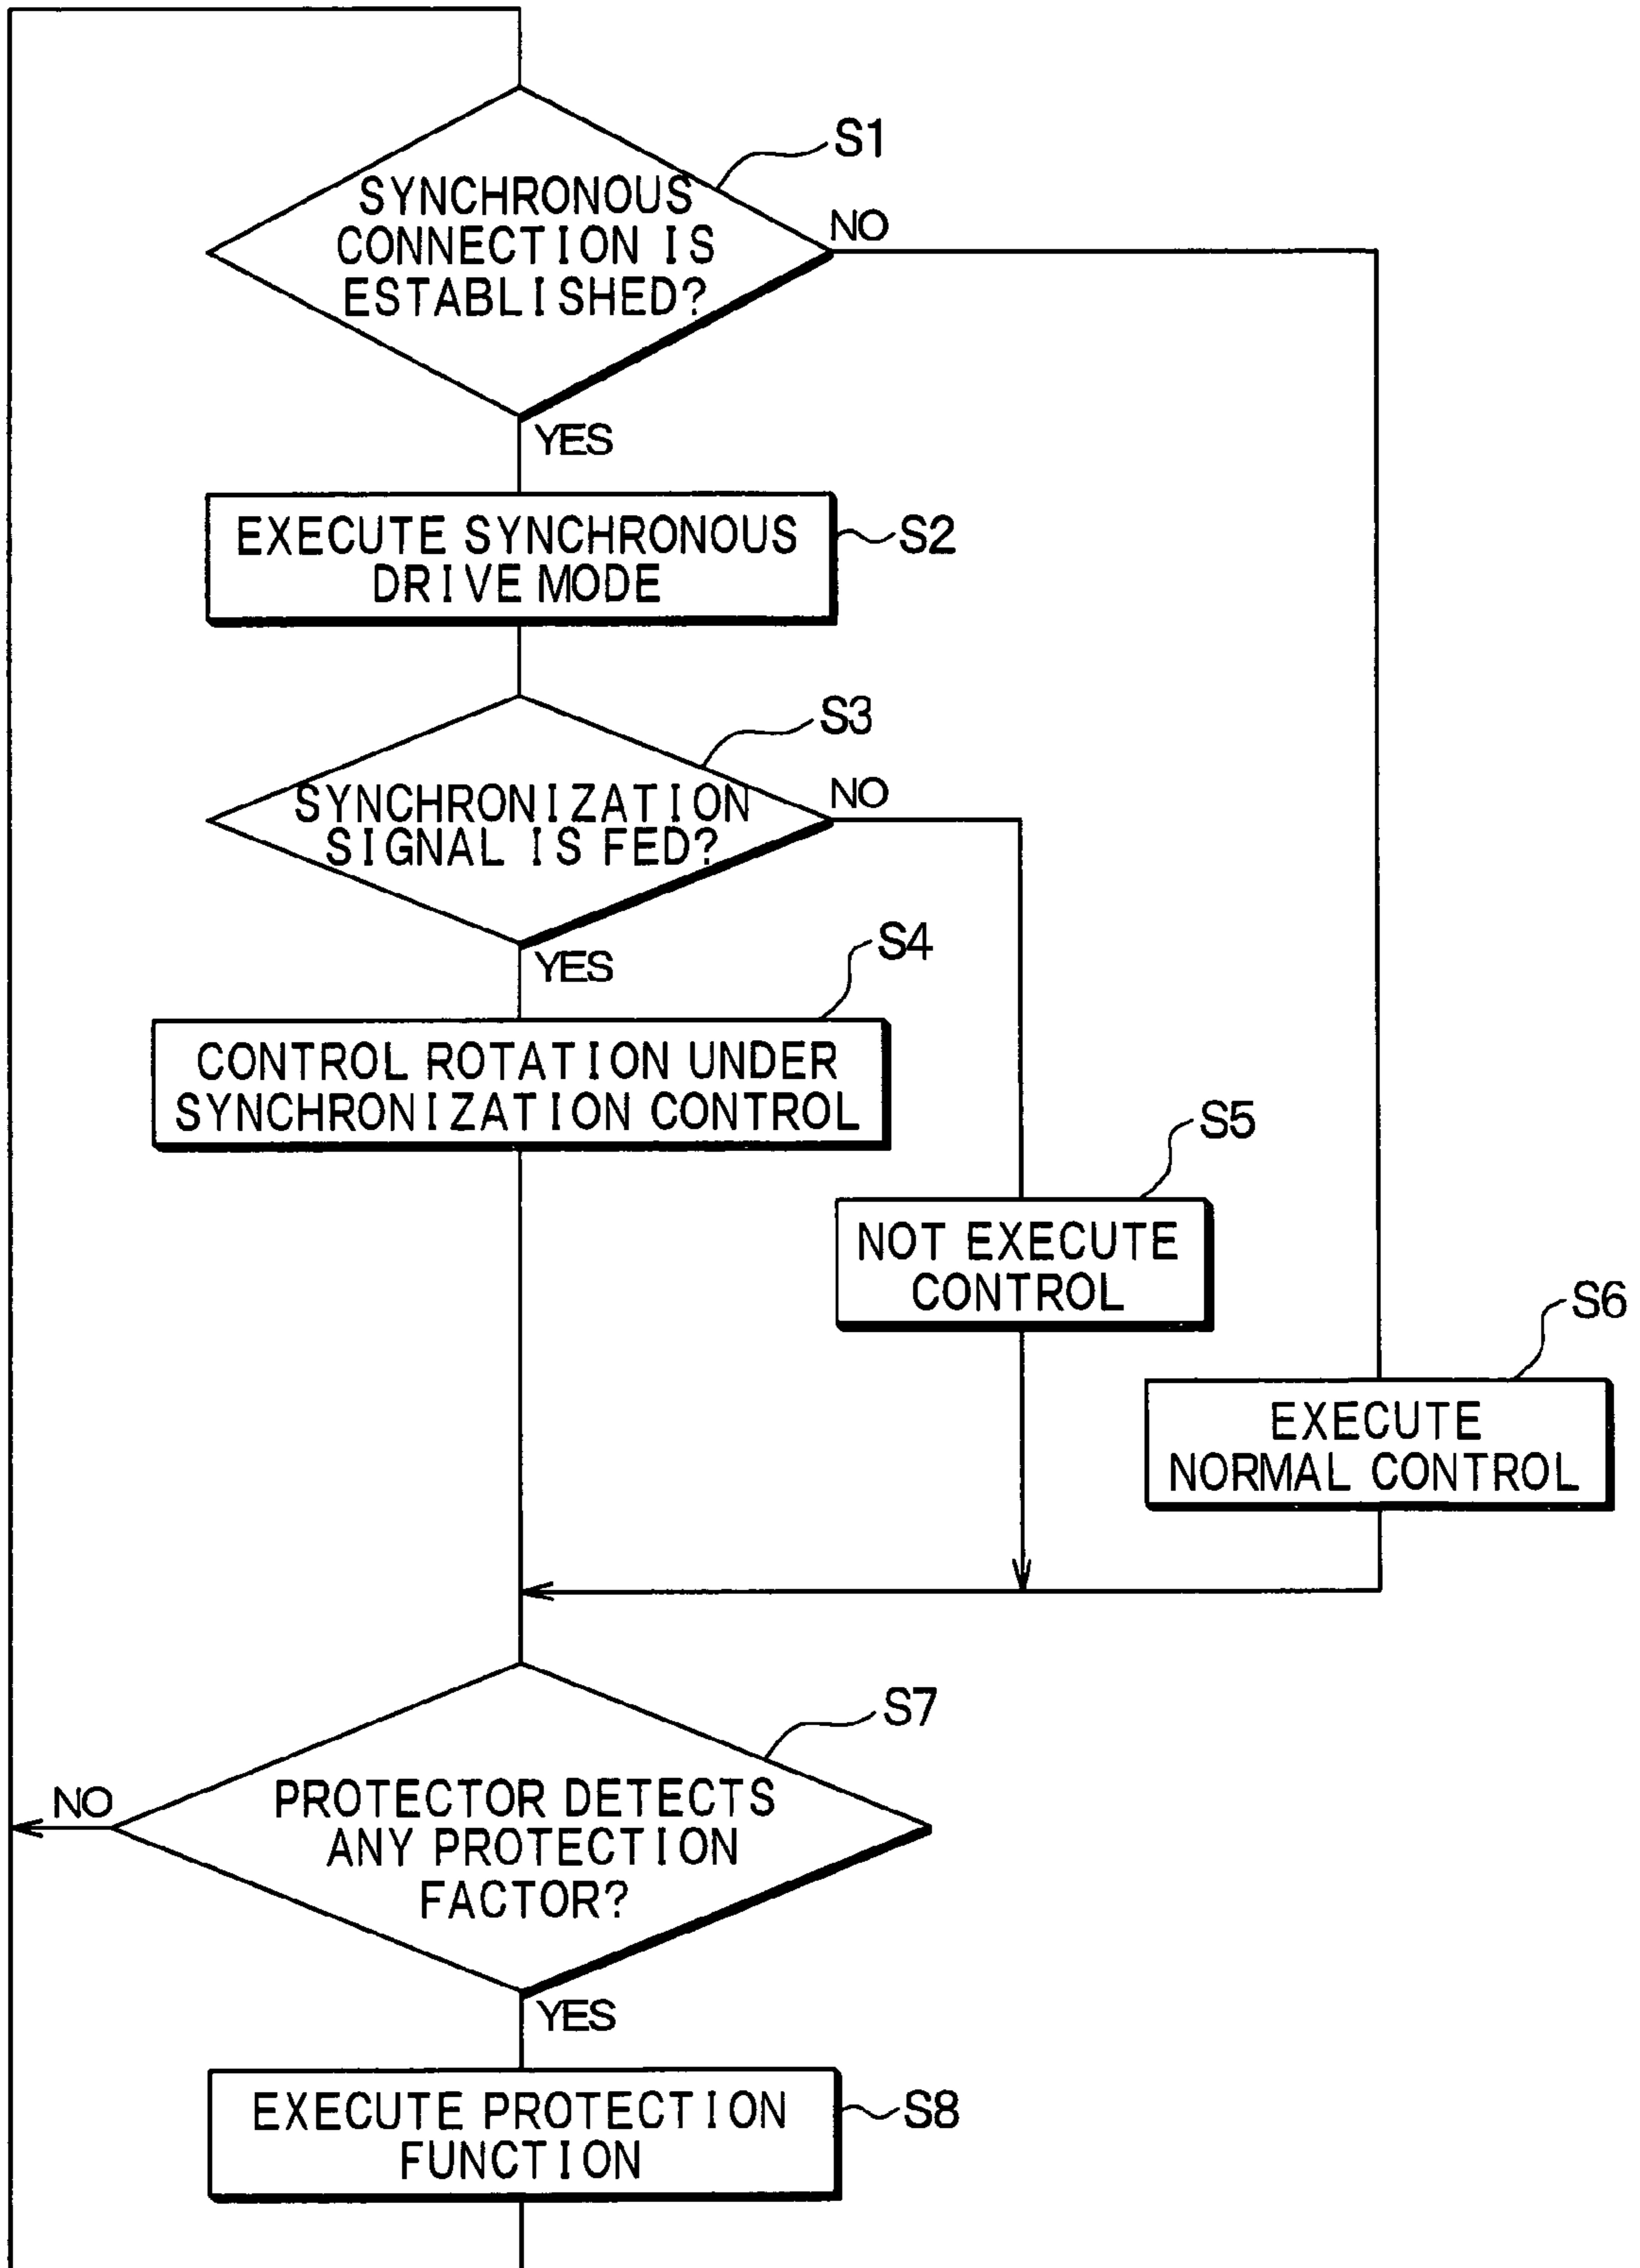 S1
SYNCHRONOUS
CONNECTION IS
ESTABLISHED?
NO
YES
EXECUTE SYNCHRONOUS
DRIVE MODE
S2
S3
SYNCHRONIZATION
SIGNAL IS FED?
NO
YES
S4
CONTROL ROTATION UNDER
SYNCHRONIZATION CONTROL
S5
NOT EXECUTE
CONTROL
S6
EXECUTE
NORMAL CONTROL
S7
PROTECTOR DETECTS
ANY PROTECTION
FACTOR?
NO
YES
EXECUTE PROTECTION
FUNCTION
S8